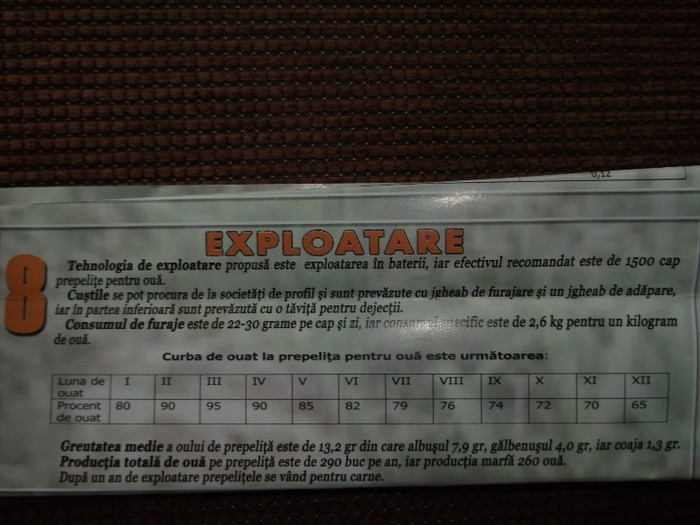 0,12
8
EXPLOATARE
Tehnologia de exploatare propusă este exploatarea în baterii, iar efectivul recomandat este de 1500 cap
prepelițe pentru ouă.
Cuștile se pot procura de la societăți de profil și sunt prevăzute cu jgheab de furajare și un jgheab de adăpare,
iar în partea inferioară sunt prevăzută cu o tăviță pentru dejecții.
Consumul de furaje este de 22-30 grame pe cap și zi, iar consumul specific este de 2,6 kg pentru un kilogram
de ouă.
Curba de ouat la prepelița pentru ouă este următoarea:
Luna de ouat I II III IV V VI VII VIII IX X XI XII
Procent de ouat 80 90 95 90 85 82 79 76 74 72 70 65
Greutatea medie a oului de prepeliță este de 13,2 gr din care albușul 7,9 gr, gălbenușul 4,0 gr, iar coaja 1,3 gr.
Producția totală de ouă pe prepeliță este de 290 buc pe an, iar producția marfă 260 ouă.
După un an de exploatare prepelițele se vând pentru carne.